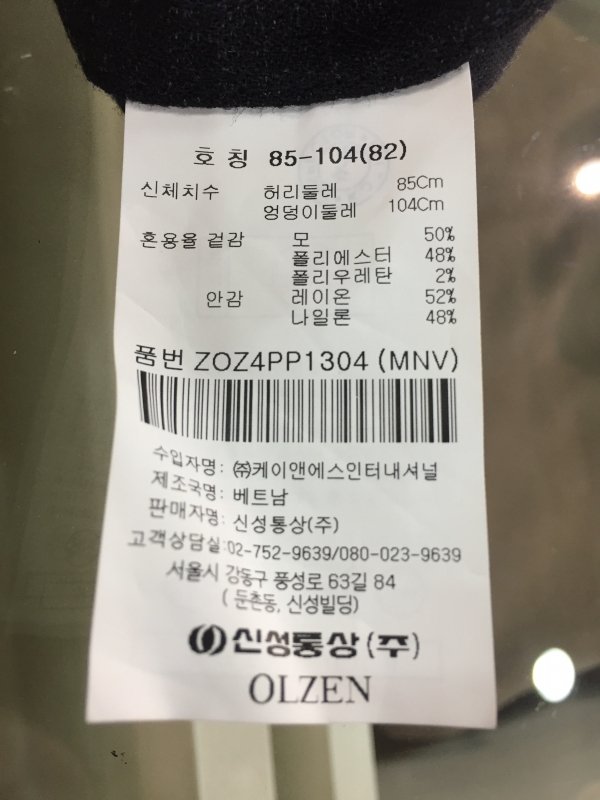 호 칭 85-104(82)
신체치수 허리둘레 85Cm
엉덩이둘레 104Cm
혼용율 겉감 모 50%
폴리에스터 48%
폴리우레탄 2%
안감 레이온 52%
나일론 48%
품번 ZOZ4PP1304 (MNV)
수입자명: ㈜케이앤에스인터내셔널
제조국명: 베트남
판매자명: 신성통상(주)
고객상담실:02-752-9639/080-023-9639
서울시 강동구 풍성로 63길 84
( 둔촌동, 신성빌딩)
신성통상(주)
OLZEN